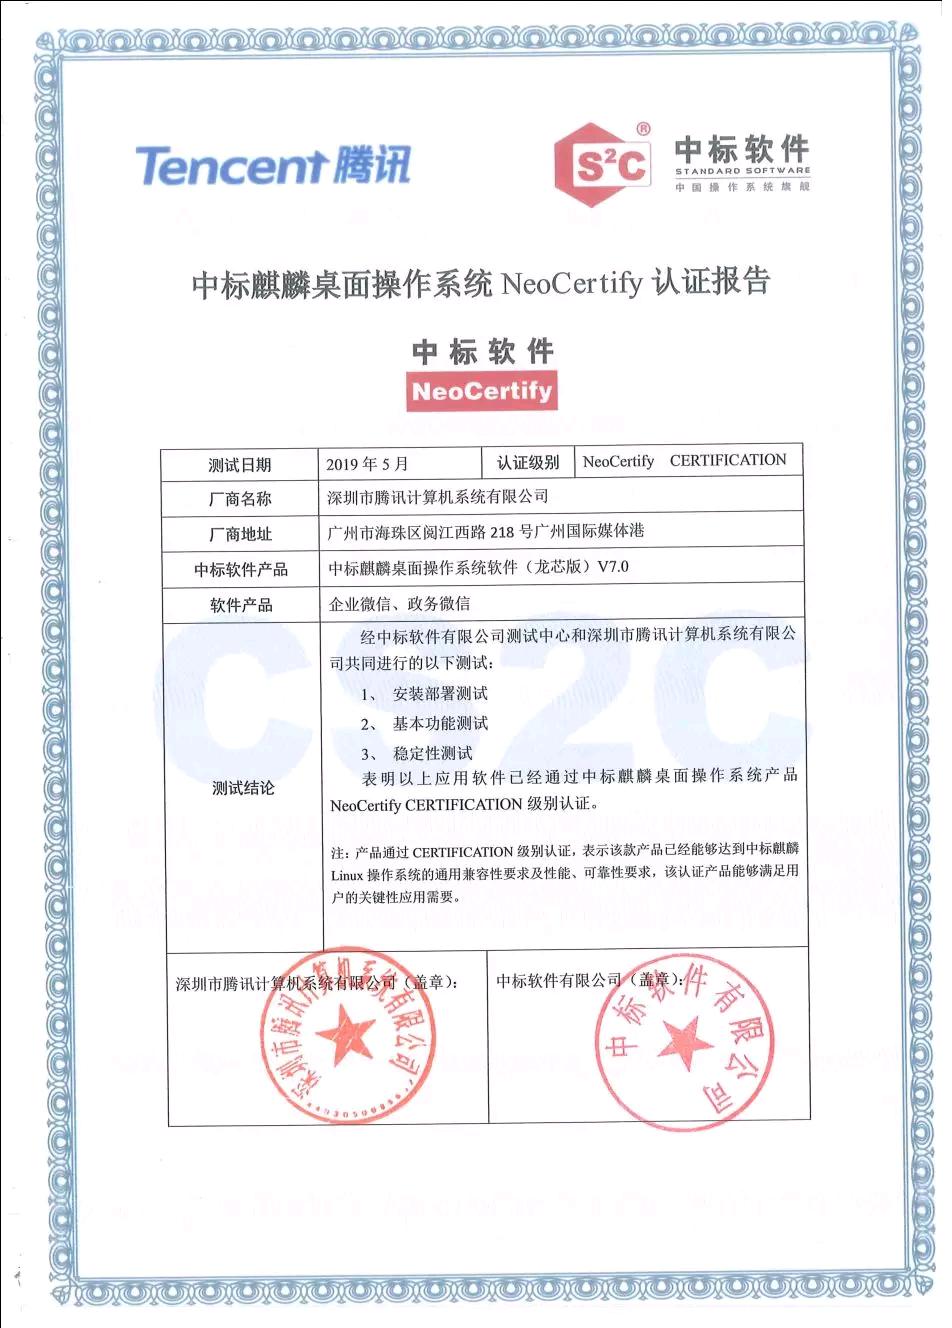 Tencent 腾讯
S²C ® 中标软件
STANDARD SOFTWARE
中国操作系统旗舰
中标麒麟桌面操作系统 NeoCertify 认证报告
中标软件
NeoCertify
CS2C
测试日期 2019 年 5 月 认证级别 NeoCertify CERTIFICATION
厂商名称 深圳市腾讯计算机系统有限公司
厂商地址 广州市海珠区阅江西路 218 号广州国际媒体港
中标软件产品 中标麒麟桌面操作系统软件（龙芯版）V7.0
软件产品 企业微信、政务微信
测试结论
经中标软件有限公司测试中心和深圳市腾讯计算机系统有限公
司共同进行的以下测试：
1、 安装部署测试
2、 基本功能测试
3、 稳定性测试
表明以上应用软件已经通过中标麒麟桌面操作系统产品
NeoCertify CERTIFICATION 级别认证。
注：产品通过 CERTIFICATION 级别认证，表示该款产品已经能够达到中标麒麟
Linux 操作系统的通用兼容性要求及性能、可靠性要求，该认证产品能够满足用
户的关键性应用需要。
深圳市腾讯计算机系统有限公司（盖章）：
中标软件有限公司（盖章）：
深圳市腾讯计算机系统有限公司
中标软件有限公司